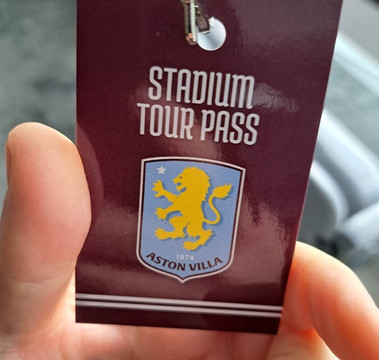 STADIUM
TOUR PASS
1874
ASTON VILLA